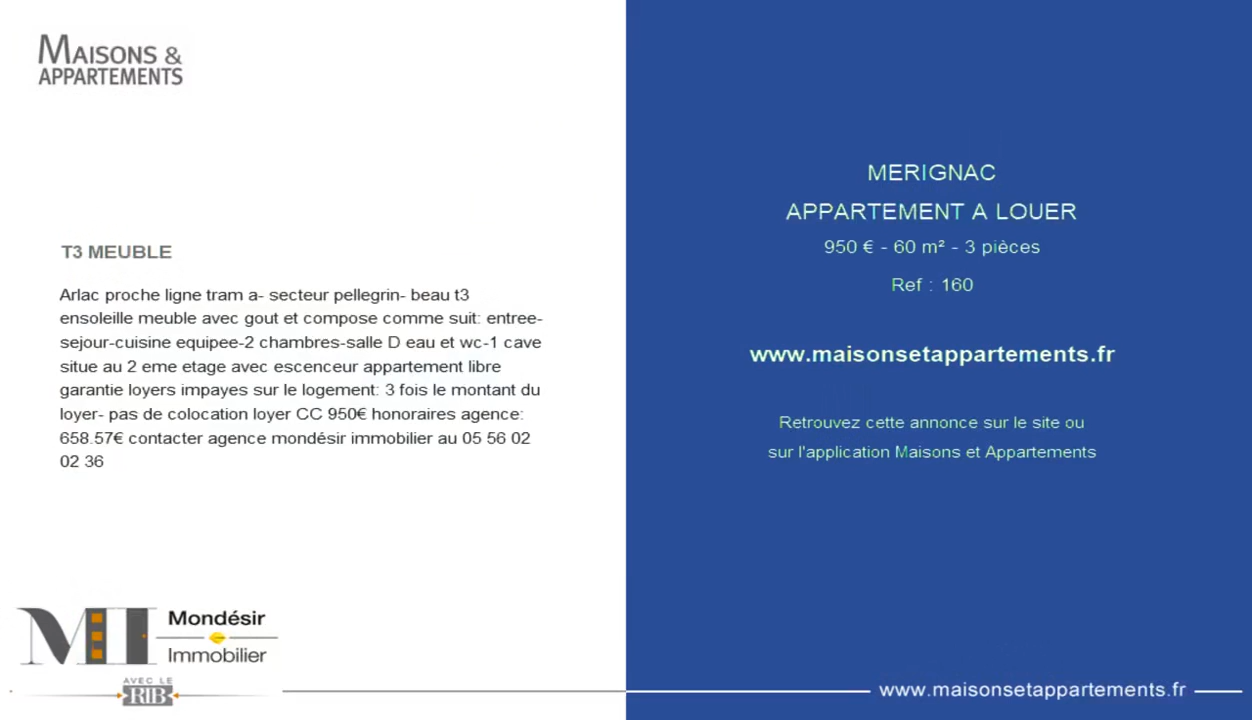 MAISONS &
APPARTEMENTS
T3 MEUBLE
Arlac proche ligne tram a- secteur pellegrin- beau t3
ensoleille meuble avec gout et compose comme suit: entree-
sejour-cuisine equipee-2 chambres-salle D eau et wc-1 cave
situe au 2 eme etage avec escenceur appartement libre
garantie loyers impayes sur le logement: 3 fois le montant du
loyer- pas de colocation loyer CC 950€ honoraires agence:
658.57€ contacter agence mondésir immobilier au 05 56 02
02 36
MI
Mondésir
Immobilier
AVEC LE
RIB
MERIGNAC
APPARTEMENT A LOUER
950 € - 60 m² - 3 pièces
Ref : 160
www.maisonsetappartements.fr
Retrouvez cette annonce sur le site ou
sur l'application Maisons et Appartements
www.maisonsetappartements.fr